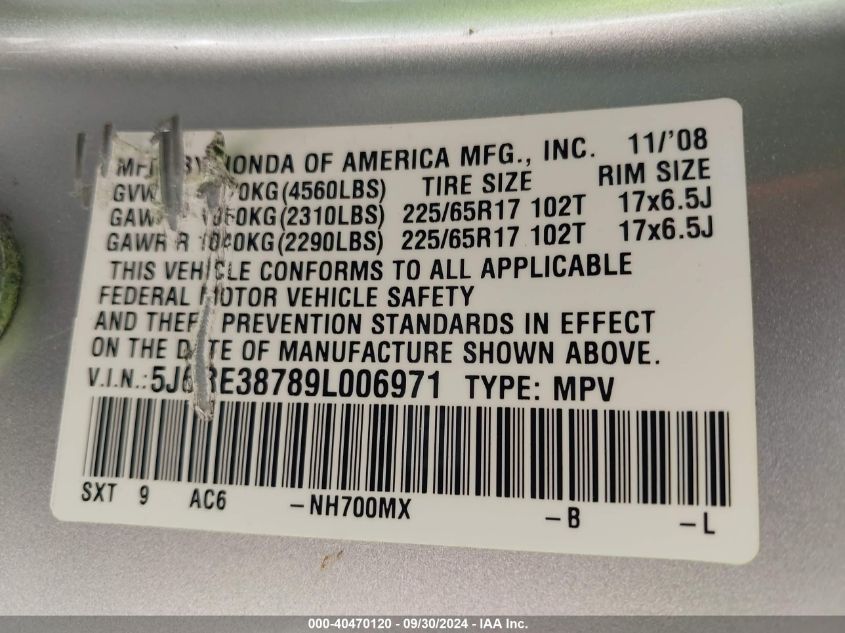 BY HONDA OF AMERICA MFG., INC. 11/'08
(4560LBS) TIRE SIZE RIM SIZE
(2310LBS) 225/65R17 102T 17x6.5J
GAWR R (2290LBS) 225/65R17 102T 17x6.5J
THIS VEHICLE CONFORMS TO ALL APPLICABLE
FEDERAL MOTOR VEHICLE SAFETY
AND THEFT PREVENTION STANDARDS IN EFFECT
ON THE DATE OF MANUFACTURE SHOWN ABOVE.
V.I.N.: TYPE: MPV
SXT 9 AC6 -NH700MX -B -L
000-40470120 - 09/30/2024 - IAA Inc.